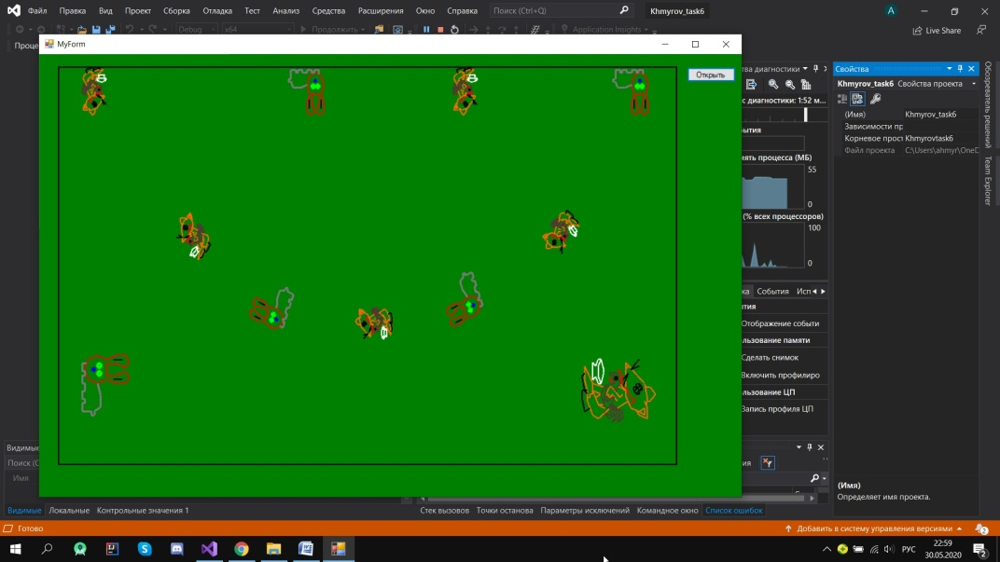 Файл Правка Вид Проект Сборка Отладка Тест Анализ Средства Расширения Окно Справка Поиск (Ctrl+Q) Khmyrov_task6 A
Debug x64 Продолжить Application Insights Live Share
Проце
MyForm
Открыть
тва диагностики
с диагностики: 1:52 м...
ытия
ять процесса (МБ)
55
0
(% всех процессоров)
100
0
ка События Исп
тия
Отображение событи
льзование памяти
Сделать снимок
Включить профилиро
льзование ЦП
Запись профиля ЦП
Свойства
Khmyrov_task6 Свойства проекта
(Имя) Khmyrov_task6
Зависимости пр
Корневое прост Khmyrovtask6
Файл проекта C:\Users\ahmyr\OneD
(Имя)
Определяет имя проекта.
Обозреватель решений
Team Explorer
Видимые
Поиск (C
Имя
ия
Видимые Локальные Контрольные значения 1
Стек вызовов Точки останова Параметры исключений Командное окно Список ошибок
Готово
Добавить в систему управления версиями
2
РУС
22:59
30.05.2020
2